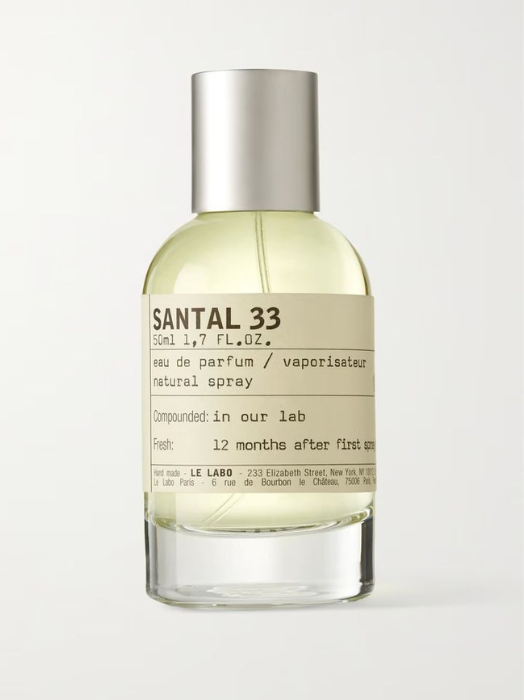 SANTAL 33
50ml 1,7 FL.OZ.
eau de parfum / vaporisateur
natural spray
Compounded: in our lab
Fresh: 12 months after first spray
Hand made - LE LABO - 233 Elizabeth Street, New York, NY
Le Labo Paris - 6 rue de Bourbon le Château, 75006 Paris,